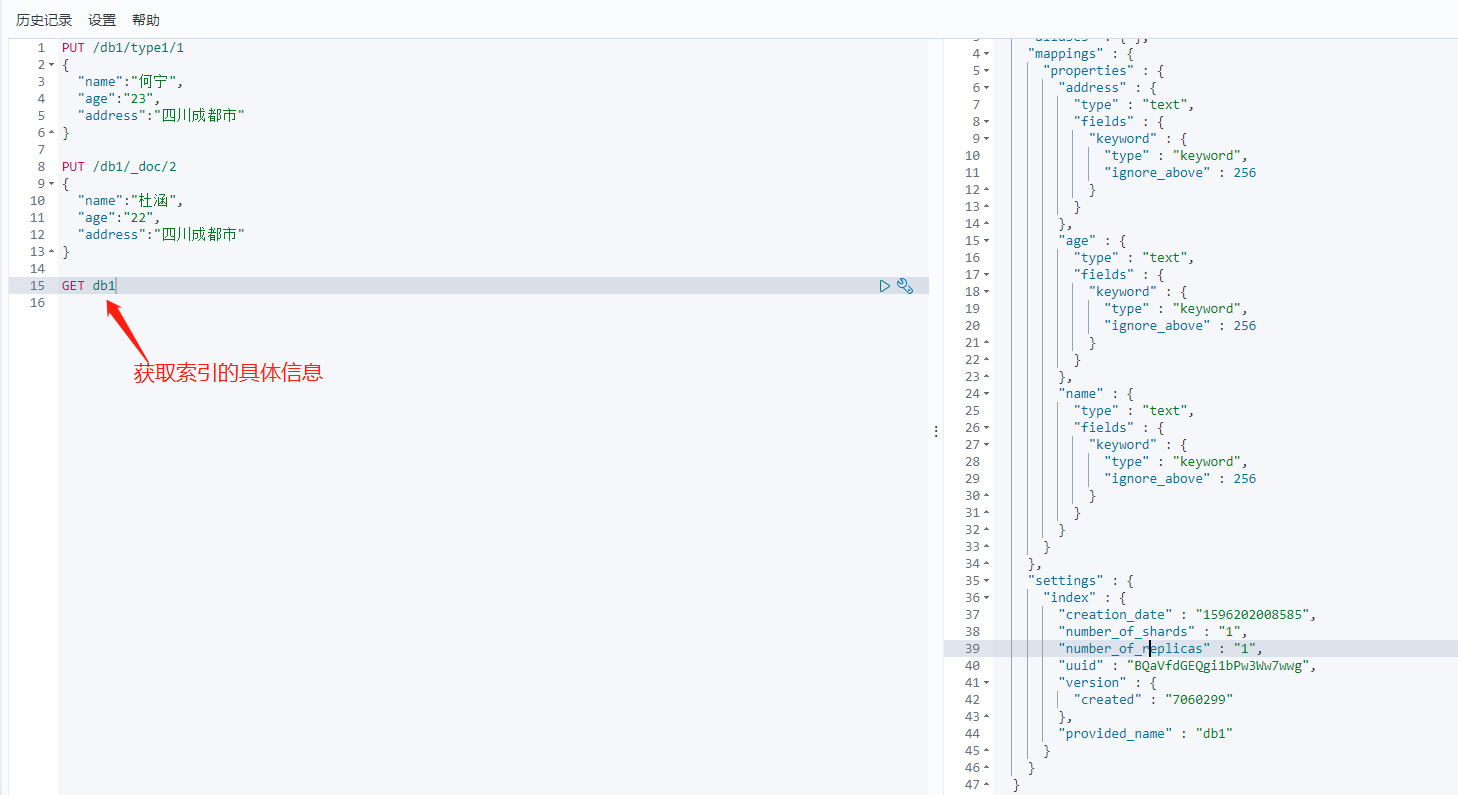 历史记录 设置 帮助
1 PUT /db1/type1/1
2 {
3 "name":"何宁",
4 "age":"23",
5 "address":"四川成都市"
6 }
7
8 PUT /db1/_doc/2
9 {
10 "name":"杜涵",
11 "age":"22",
12 "address":"四川成都市"
13 }
14
15 GET db1
16
获取索引的具体信息
4 "mappings" : {
5 "properties" : {
6 "address" : {
7 "type" : "text",
8 "fields" : {
9 "keyword" : {
10 "type" : "keyword",
11 "ignore_above" : 256
12 }
13 }
14 },
15 "age" : {
16 "type" : "text",
17 "fields" : {
18 "keyword" : {
19 "type" : "keyword",
20 "ignore_above" : 256
21 }
22 }
23 },
24 "name" : {
25 "type" : "text",
26 "fields" : {
27 "keyword" : {
28 "type" : "keyword",
29 "ignore_above" : 256
30 }
31 }
32 }
33 }
34 },
35 "settings" : {
36 "index" : {
37 "creation_date" : "1596202008585",
38 "number_of_shards" : "1",
39 "number_of_replicas" : "1",
40 "uuid" : "BQaVfdGEQgi1bPw3Ww7wwg",
41 "version" : {
42 "created" : "7060299"
43 },
44 "provided_name" : "db1"
45 }
46 }
47 }